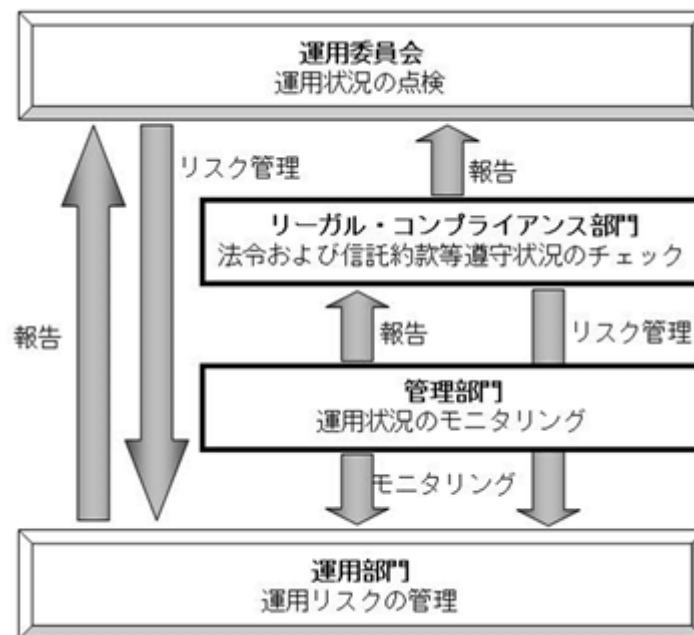 運用委員会
運用状況の点検
リスク管理
報告
リーガル・コンプライアンス部門
法令および信託約款等遵守状況のチェック
報告
報告
リスク管理
管理部門
運用状況のモニタリング
モニタリング
運用部門
運用リスクの管理